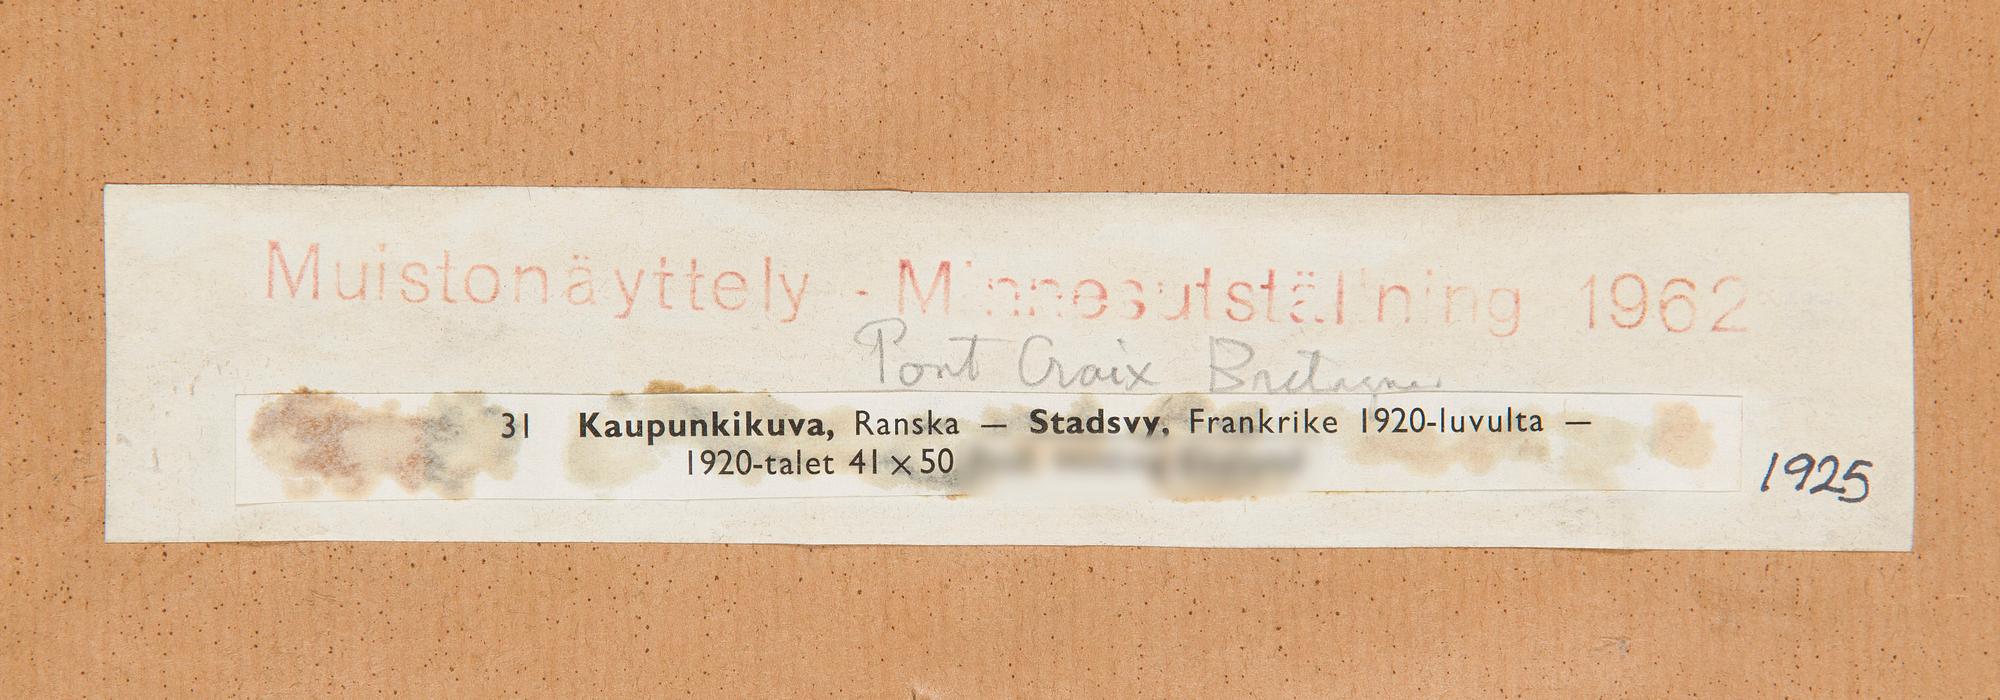 Muistonäyttely - Minnesutställning 1962
Pont Croix Bretagne
31 Kaupunkikuva, Ranska — Stadsvy, Frankrike 1920-luvulta —
1920-talet 41 × 50
1925